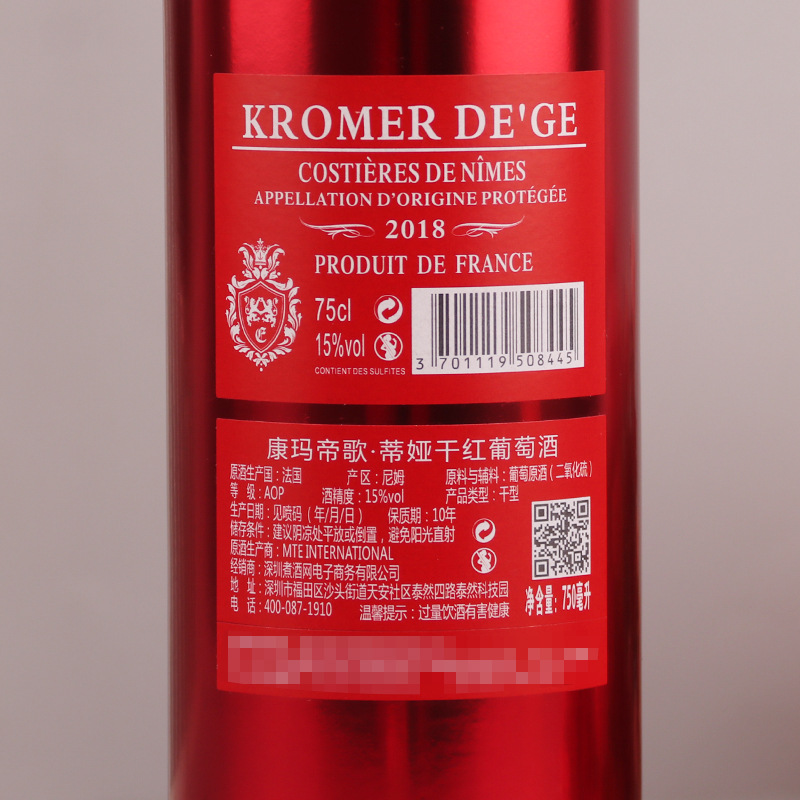 KROMER DE'GE
COSTIÈRES DE NÎMES
APPELLATION D'ORIGINE PROTÉGÉE
2018
PRODUIT DE FRANCE
E
75cl
15%vol
CONTIENT DES SULFITES
3 701119 508445
康玛帝歌·蒂娅干红葡萄酒
原酒生产国：法国 产 区：尼姆 原料与辅料：葡萄原酒（二氧化硫）
等 级：AOP 酒精度：15%vol 产品类型：干型
生产日期：见喷码（年/月/日） 保质期：10年
储存条件：建议阴凉处平放或倒置，避免阳光直射
原酒生产商：MTE INTERNATIONAL
经销商：深圳煮酒网电子商务有限公司
地 址：深圳市福田区沙头街道天安社区泰然四路泰然科技园
电 话：400-087-1910 温馨提示：过量饮酒有害健康
净含量：750毫升